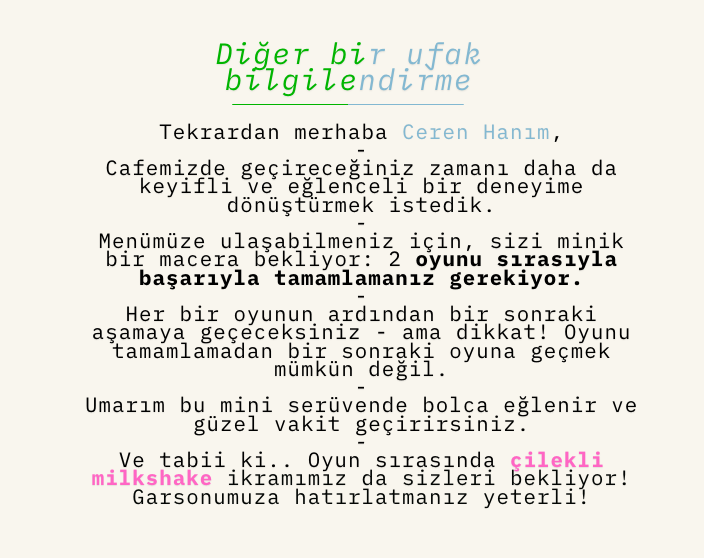 Diğer bir ufak
bilgilendirme
Tekrardan merhaba Ceren Hanım,
-
Cafemizde geçireceğiniz zamanı daha da
keyifli ve eğlenceli bir deneyime
dönüştürmek istedik.
-
Menümüze ulaşabilmeniz için, sizi minik
bir macera bekliyor: 2 oyunu sırasıyla
başarıyla tamamlamanız gerekiyor.
-
Her bir oyunun ardından bir sonraki
aşamaya geçeceksiniz - ama dikkat! Oyunu
tamamlamadan bir sonraki oyuna geçmek
mümkün değil.
-
Umarım bu mini serüvende bolca eğlenir ve
güzel vakit geçirirsiniz.
-
Ve tabii ki.. Oyun sırasında çilekli
milkshake ikramımız da sizleri bekliyor!
Garsonumuza hatırlatmanız yeterli!